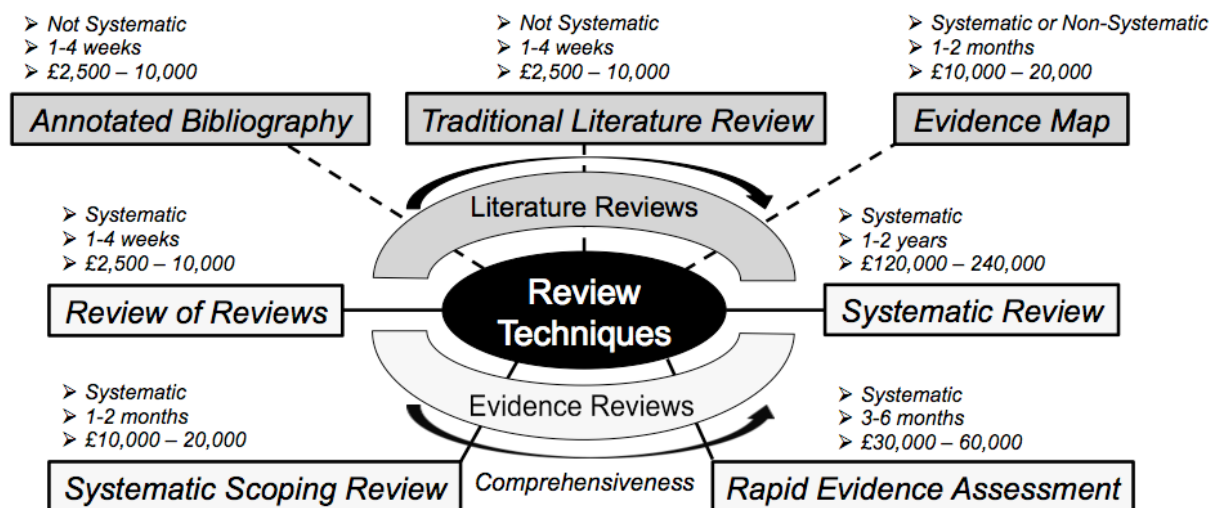 ➢ Not Systematic
➢ 1-4 weeks
➢ £2,500 – 10,000
Annotated Bibliography
➢ Not Systematic
➢ 1-4 weeks
➢ £2,500 – 10,000
Traditional Literature Review
➢ Systematic or Non-Systematic
➢ 1-2 months
➢ £10,000 – 20,000
Evidence Map
Literature Reviews
➢ Systematic
➢ 1-4 weeks
➢ £2,500 – 10,000
Review of Reviews
Review
Techniques
➢ Systematic
➢ 1-2 years
➢ £120,000 – 240,000
Systematic Review
Evidence Reviews
➢ Systematic
➢ 1-2 months
➢ £10,000 – 20,000
Systematic Scoping Review
Comprehensiveness
➢ Systematic
➢ 3-6 months
➢ £30,000 – 60,000
Rapid Evidence Assessment